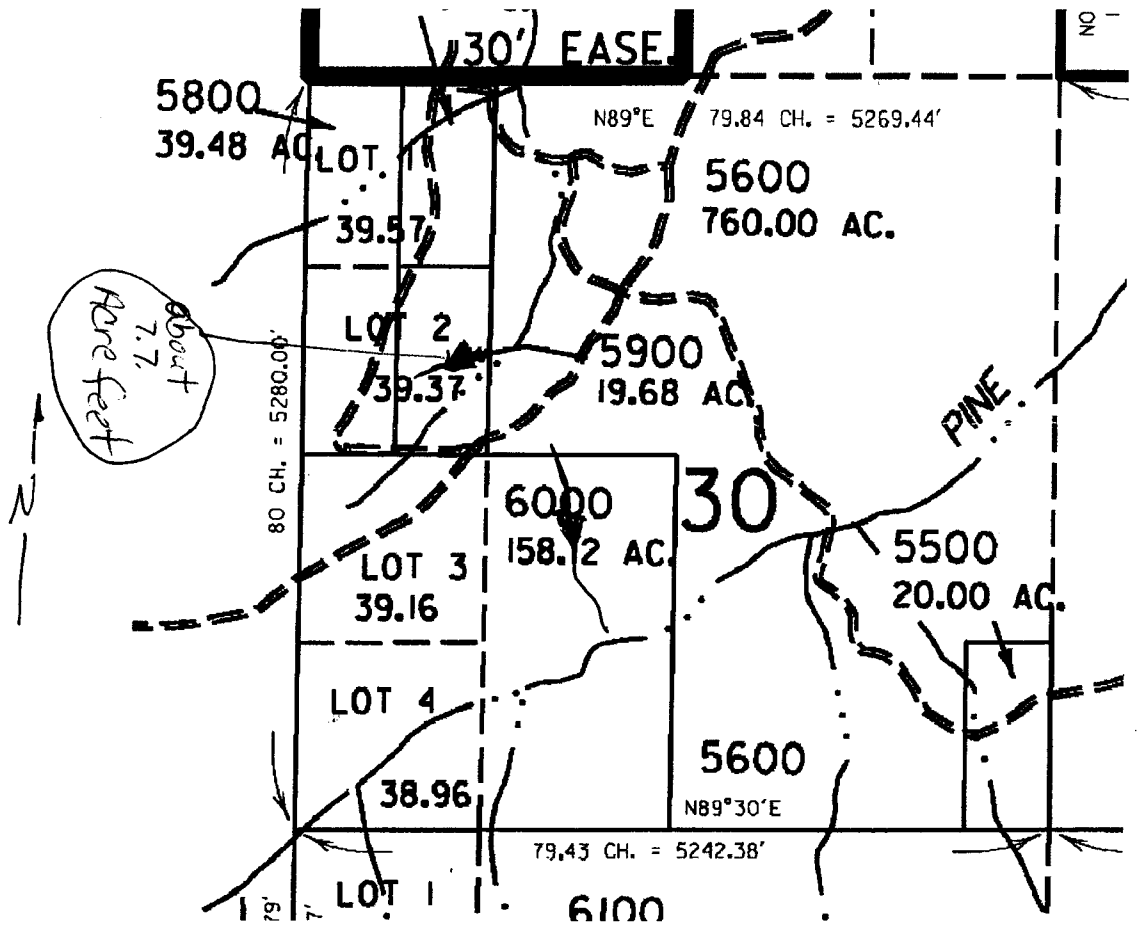 30' EASE.
NO
5800
39.48 AC.
N89°E 79.84 CH. = 5269.44'
LOT 1
5600
760.00 AC.
39.57
about
7.7.
Acre feet
LOT 2
5900
39.37
19.68 AC.
80 CH. = 5280.00'
PINE
N
6000
158.12 AC.
30
5500
20.00 AC.
LOT 3
39.16
LOT 4
5600
38.96
N89°30'E
79.43 CH. = 5242.38'
LOT 1
79'
7'
6100